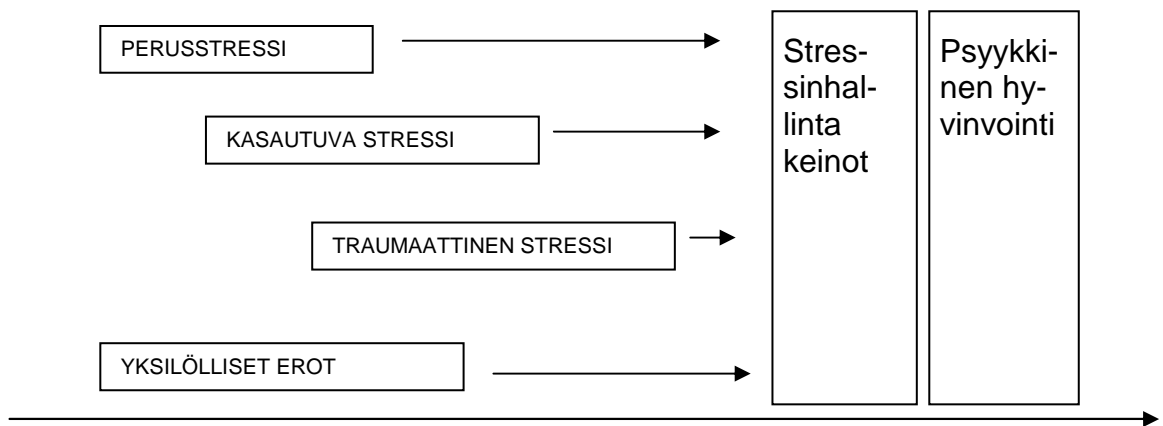 PERUSSTRESSI
KASAUTUVA STRESSI
TRAUMAATTINEN STRESSI
YKSILÖLLISET EROT
Stres-
sinhal-
linta
keinot
Psyykki-
nen hy-
vinvointi